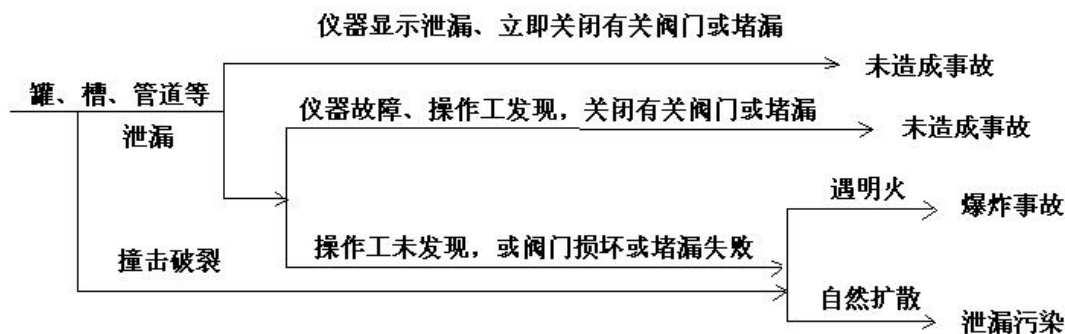 仪器显示泄漏、立即关闭有关阀门或堵漏
未造成事故
罐、槽、管道等
泄漏
仪器故障、操作工发现，关闭有关阀门或堵漏
未造成事故
遇明火
爆炸事故
操作工未发现，或阀门损坏或堵漏失败
撞击破裂
自然扩散
泄漏污染